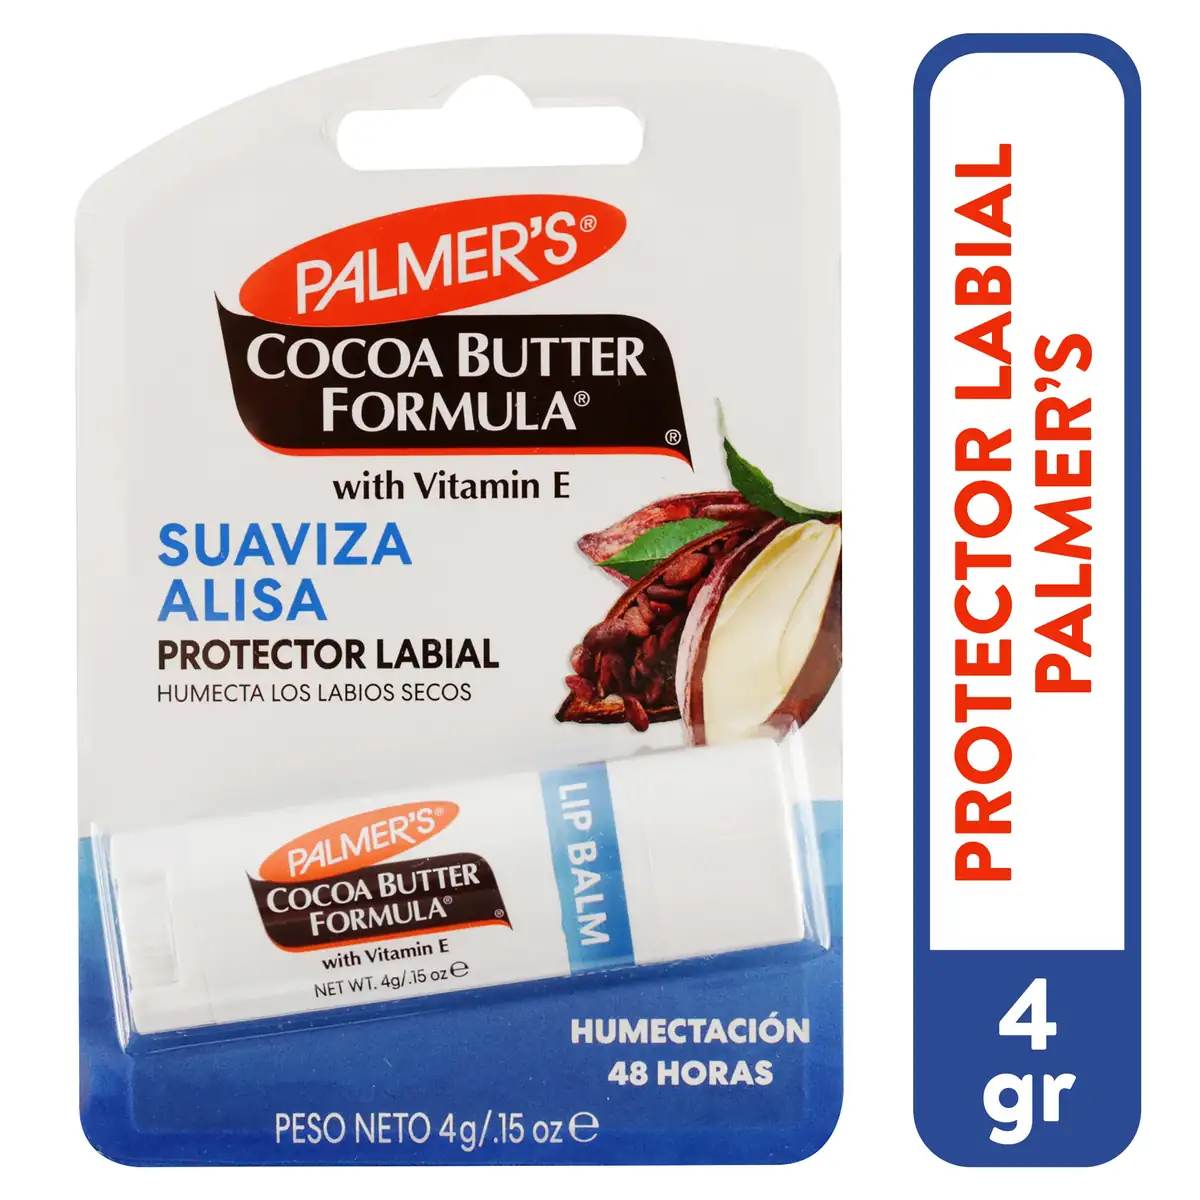 PALMER'S®
COCOA BUTTER
FORMULA®
®
with Vitamin E
SUAVIZA
ALISA
PROTECTOR LABIAL
HUMECTA LOS LABIOS SECOS
PALMER'S®
COCOA BUTTER
FORMULA®
®
with Vitamin E
NET WT. 4g/.15 oz ℮
LIP BALM
HUMECTACIÓN
48 HORAS
PESO NETO 4g/.15 oz ℮
PROTECTOR LABIAL
PALMER'S
4
gr